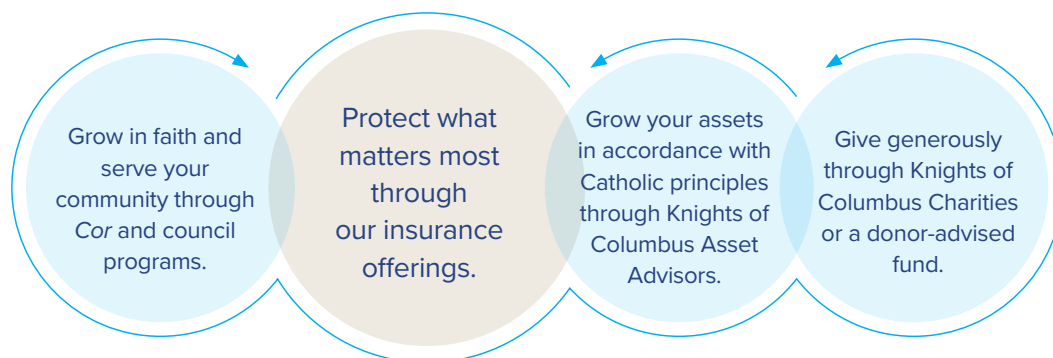 Grow in faith and
serve your
community through
Cor and council
programs.
Protect what
matters most
through
our insurance
offerings.
Grow your assets
in accordance with
Catholic principles
through Knights of
Columbus Asset
Advisors.
Give generously
through Knights of
Columbus Charities
or a donor-advised
fund.